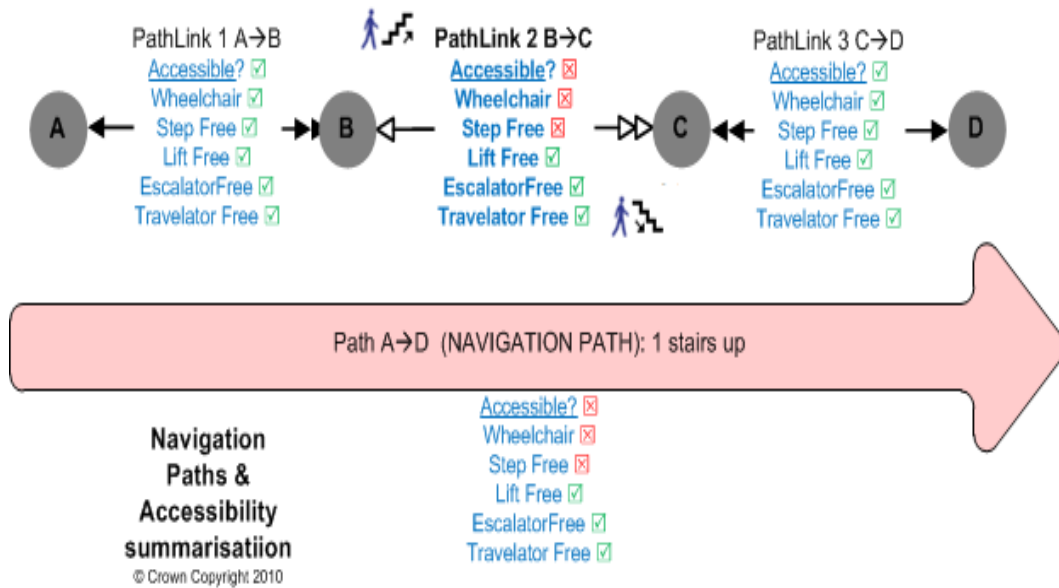 PathLink 1 A→B
Accessible? ☑
Wheelchair ☑
Step Free ☑
Lift Free ☑
EscalatorFree ☑
Travelator Free ☑
PathLink 2 B→C
Accessible? ☒
Wheelchair ☒
Step Free ☒
Lift Free ☑
EscalatorFree ☑
Travelator Free ☑
PathLink 3 C→D
Accessible? ☑
Wheelchair ☑
Step Free ☑
Lift Free ☑
EscalatorFree ☑
Travelator Free ☑
A
B
C
D
Path A→D (NAVIGATION PATH): 1 stairs up
Accessible? ☒
Wheelchair ☒
Step Free ☒
Lift Free ☑
EscalatorFree ☑
Travelator Free ☑
Navigation
Paths &
Accessibility
summarisatiion
© Crown Copyright 2010